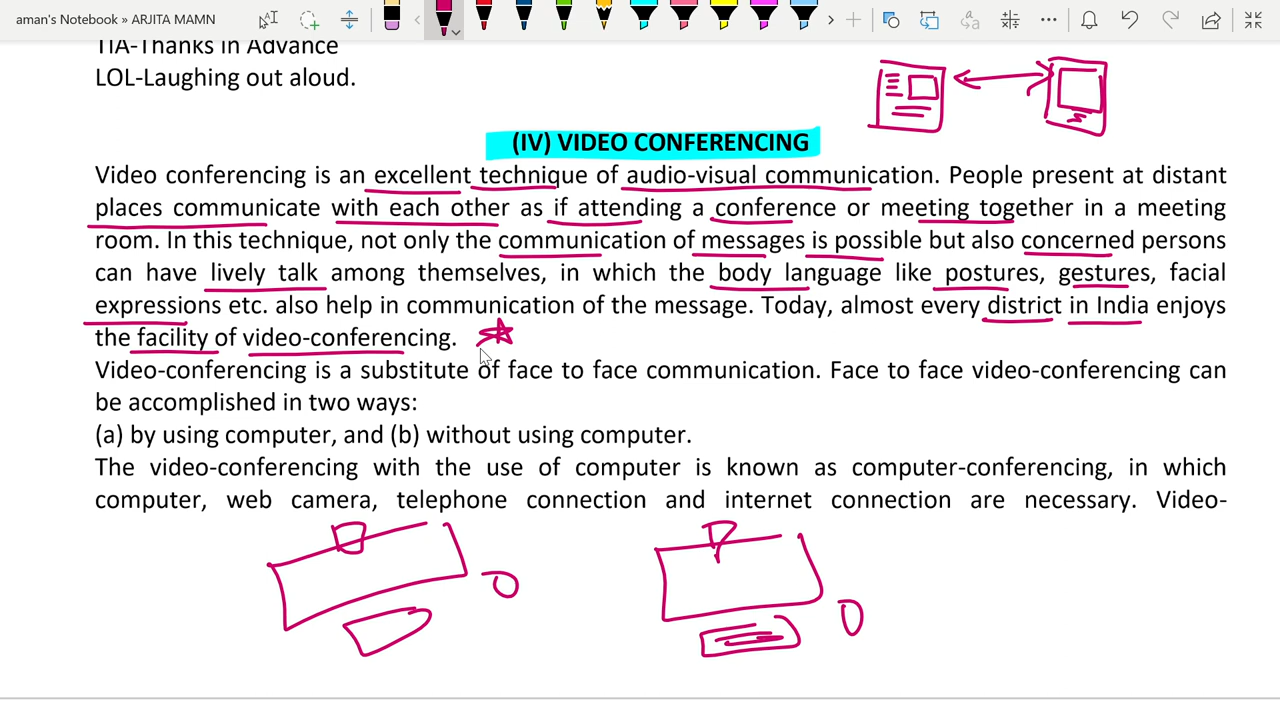 aman's Notebook » ARJITA MAMN
TIA-Thanks in Advance
LOL-Laughing out aloud.
(IV) VIDEO CONFERENCING
Video conferencing is an excellent technique of audio-visual communication. People present at distant
places communicate with each other as if attending a conference or meeting together in a meeting
room. In this technique, not only the communication of messages is possible but also concerned persons
can have lively talk among themselves, in which the body language like postures, gestures, facial
expressions etc. also help in communication of the message. Today, almost every district in India enjoys
the facility of video-conferencing.
Video-conferencing is a substitute of face to face communication. Face to face video-conferencing can
be accomplished in two ways:
(a) by using computer, and (b) without using computer.
The video-conferencing with the use of computer is known as computer-conferencing, in which
computer, web camera, telephone connection and internet connection are necessary. Video-